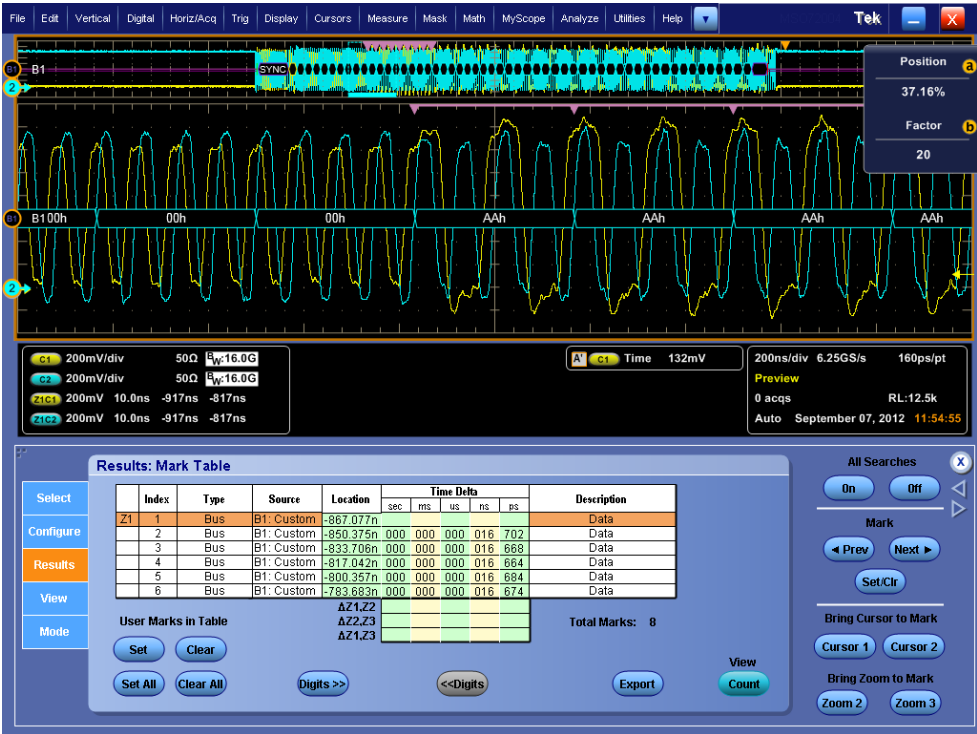 File Edit Vertical Digital Horiz/Acq Trig Display Cursors Measure Mask Math MyScope Analyze Utilities Help Tek X
Position a
37.16%
Factor b
20
B1 B1 SYNC
2
B1 B100h 00h 00h AAh AAh AAh AAh
2
C1 200mV/div 50Ω BW:16.0G
C2 200mV/div 50Ω BW:16.0G
Z1C1 200mV 10.0ns -917ns -817ns
Z1C2 200mV 10.0ns -917ns -817ns
A' C1 Time 132mV
200ns/div 6.25GS/s 160ps/pt
Preview
0 acqs RL:12.5k
Auto September 07, 2012 11:54:55
Select
Configure
Results
View
Mode
Results: Mark Table
Index Type Source Location Time Delta Description
sec ms us ns ps
Z1 1 Bus B1: Custom -867.077n Data
2 Bus B1: Custom -850.375n 000 000 000 016 702 Data
3 Bus B1: Custom -833.706n 000 000 000 016 668 Data
4 Bus B1: Custom -817.042n 000 000 000 016 664 Data
5 Bus B1: Custom -800.357n 000 000 000 016 684 Data
6 Bus B1: Custom -783.683n 000 000 000 016 674 Data
ΔZ1,Z2
ΔZ2,Z3
ΔZ1,Z3
User Marks in Table
Total Marks: 8
Set Clear
Set All Clear All Digits >> <<Digits Export
View
Count
All Searches X
On Off
Mark
◄ Prev Next ►
Set/Clr
Bring Cursor to Mark
Cursor 1 Cursor 2
Bring Zoom to Mark
Zoom 2 Zoom 3